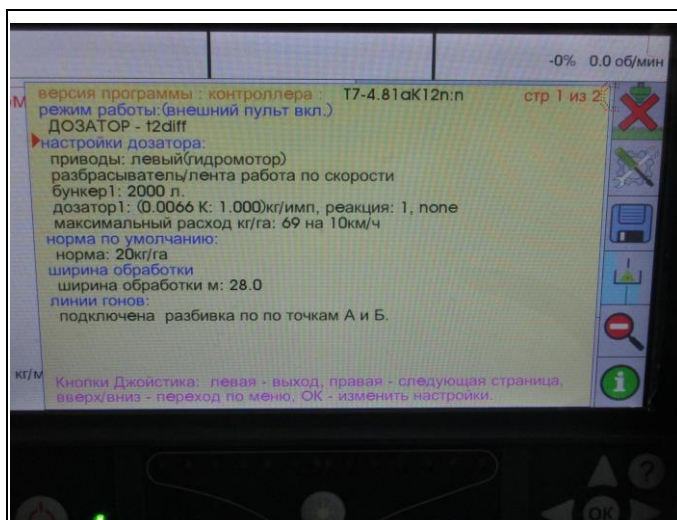 -0% 0.0 об/мин
версия программы : контроллера : T7-4.81aK12n:n стр 1 из 2
режим работы:(внешний пульт вкл.)
ДОЗАТОР - t2diff
настройки дозатора:
приводы: левый(гидромотор)
разбрасыватель/лента работа по скорости
бункер1: 2000 л.
дозатор1: (0.0066 К: 1.000)кг/имп, реакция: 1, none
максимальный расход кг/га: 69 на 10км/ч
норма по умолчанию:
норма: 20кг/га
ширина обработки
ширина обработки м: 28.0
линии гонов:
подключена разбивка по по точкам А и Б.
кг/м
Кнопки Джойстика: левая - выход, правая - следующая страница,
вверх/вниз - переход по меню, ОК - изменить настройки.
?
OK